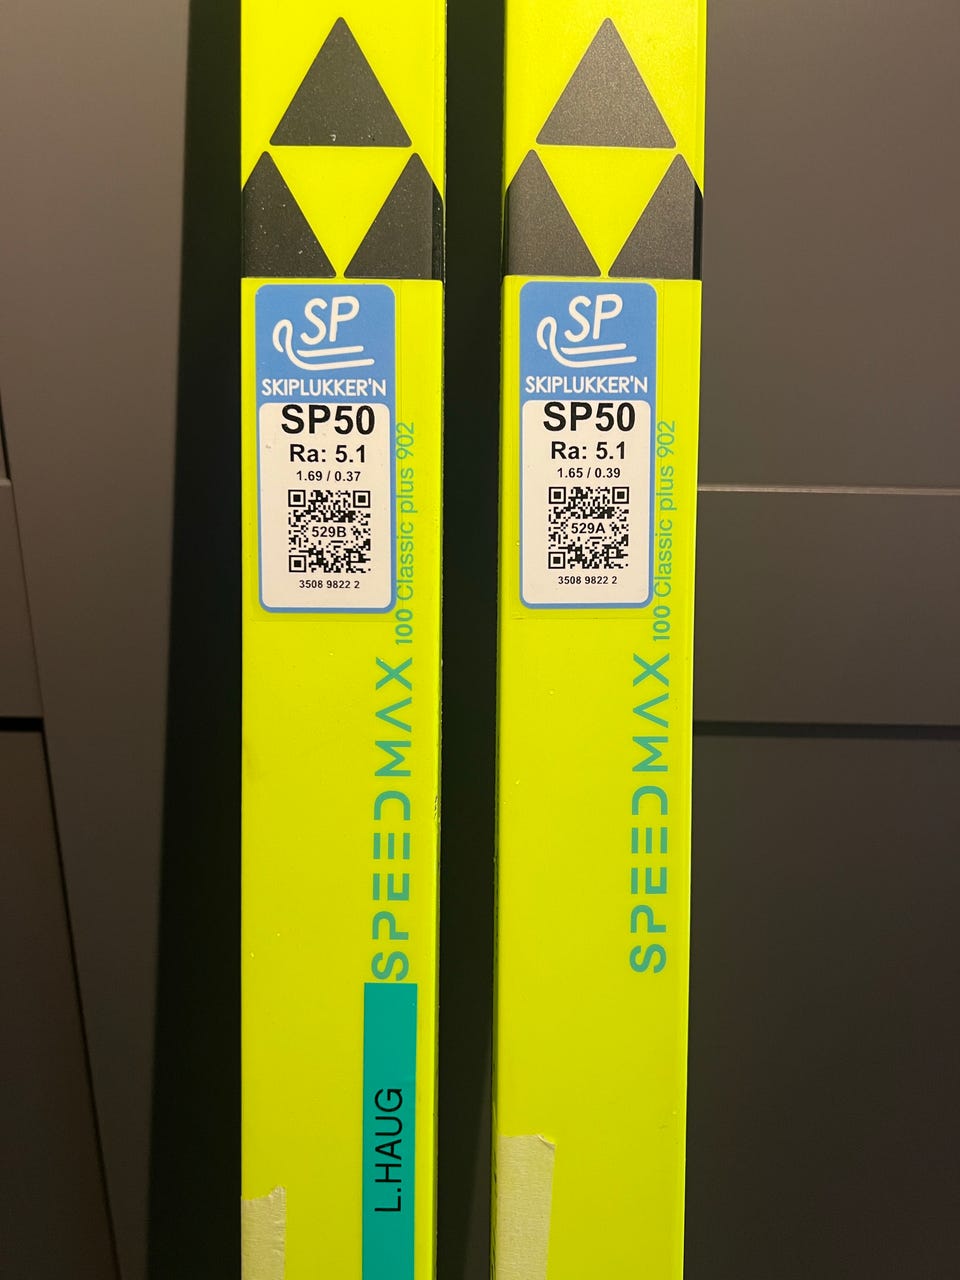 SP
SKIPLUKKER'N
SP50
Ra: 5.1
1.69 / 0.37
529B
3508 9822 2
SPEEDMAX 100 Classic plus 902
L.HAUG
SP
SKIPLUKKER'N
SP50
Ra: 5.1
1.65 / 0.39
529A
3508 9822 2
SPEEDMAX 100 Classic plus 902